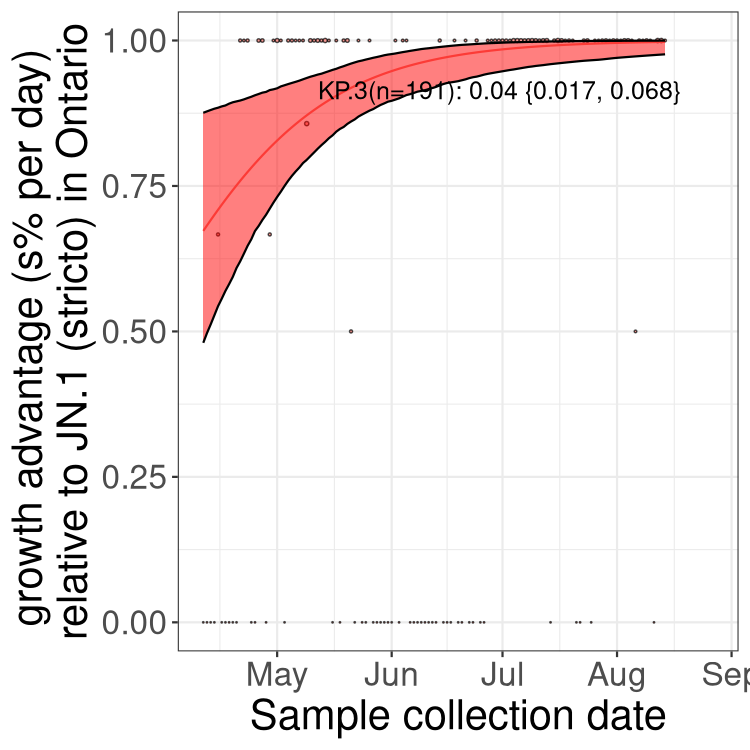 growth advantage (s% per day)
relative to JN.1 (stricto) in Ontario
1.00
0.75
0.50
0.25
0.00
KP.3(n=191): 0.04 {0.017, 0.068}
May Jun Jul Aug Sep
Sample collection date